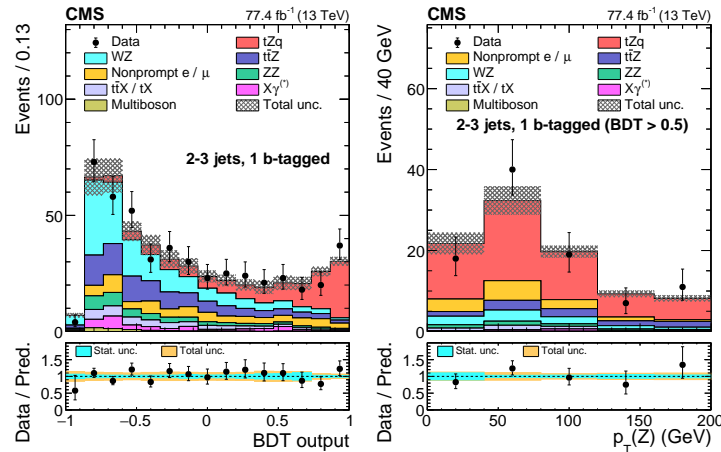 CMS 77.4 fb⁻¹ (13 TeV)
Events / 0.13
Data tZq
WZ tt̄Z
Nonprompt e / μ ZZ
tt̄X / tX Xγ⁽*⁾
Multiboson Total unc.
2-3 jets, 1 b-tagged
100
50
0
Data / Pred.
Stat. unc. Total unc.
1.5
1
0.5
0
−1 −0.5 0 0.5 1
BDT output
CMS 77.4 fb⁻¹ (13 TeV)
Events / 40 GeV
Data tZq
Nonprompt e / μ tt̄Z
WZ ZZ
tt̄X / tX Xγ⁽*⁾
Multiboson Total unc.
2-3 jets, 1 b-tagged (BDT > 0.5)
60
40
20
0
Data / Pred.
Stat. unc. Total unc.
1.5
1
0.5
0
0 50 100 150 200
p_T(Z) (GeV)